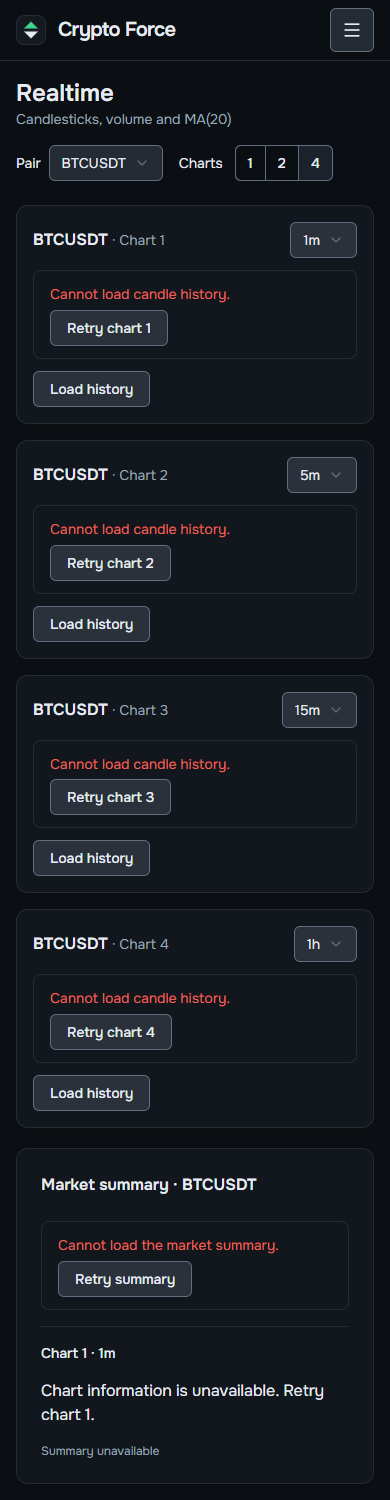 Crypto Force
Realtime
Candlesticks, volume and MA(20)
Pair BTCUSDT Charts 1 2 4
BTCUSDT · Chart 1 1m
Cannot load candle history.
Retry chart 1
Load history
BTCUSDT · Chart 2 5m
Cannot load candle history.
Retry chart 2
Load history
BTCUSDT · Chart 3 15m
Cannot load candle history.
Retry chart 3
Load history
BTCUSDT · Chart 4 1h
Cannot load candle history.
Retry chart 4
Load history
Market summary · BTCUSDT
Cannot load the market summary.
Retry summary
Chart 1 · 1m
Chart information is unavailable. Retry
chart 1.
Summary unavailable